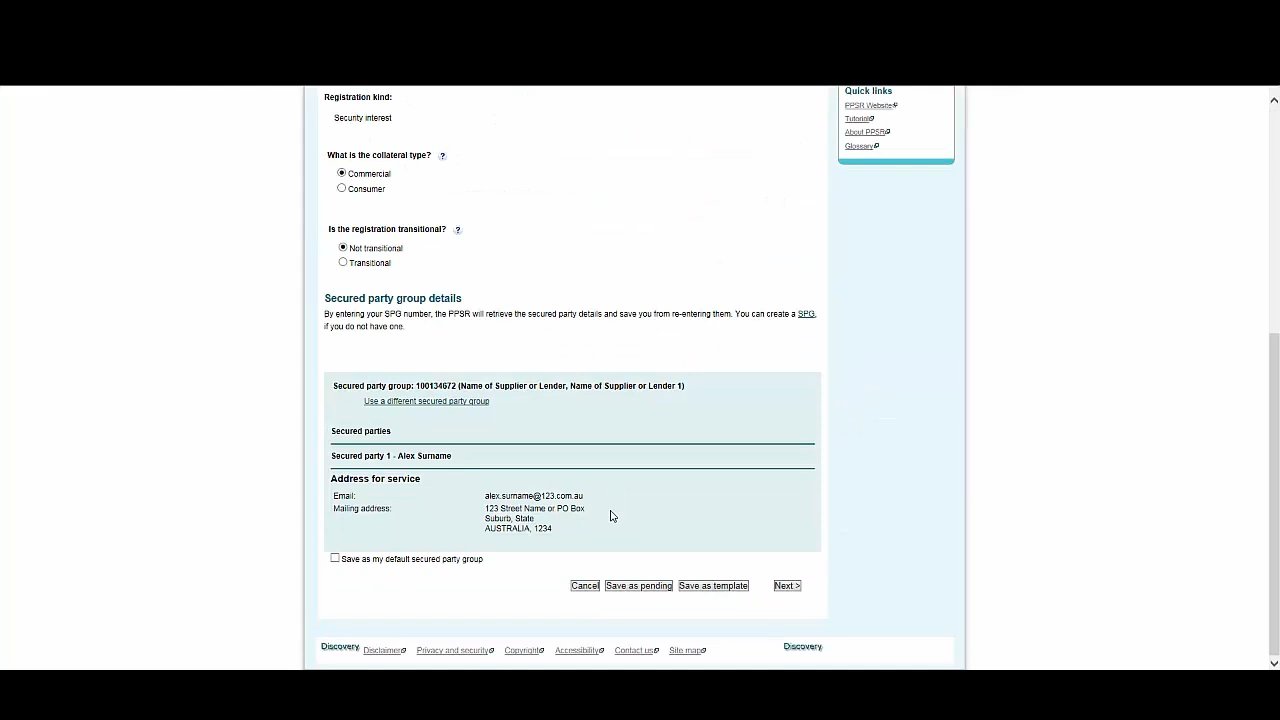 Registration kind:
Security interest
What is the collateral type? ?
Commercial
Consumer
Is the registration transitional? ?
Not transitional
Transitional
Secured party group details
By entering your SPG number, the PPSR will retrieve the secured party details and save you from re-entering them. You can create a SPG,
if you do not have one.
Secured party group: 100134672 (Name of Supplier or Lender, Name of Supplier or Lender 1)
Use a different secured party group
Secured parties
Secured party 1 - Alex Surname
Address for service
Email: alex.surname@123.com.au
Mailing address: 123 Street Name or PO Box
Suburb, State
AUSTRALIA, 1234
Save as my default secured party group
Cancel Save as pending Save as template Next >
Quick links
PPSR Website
Tutorial
About PPSR
Glossary
Discovery Disclaimer Privacy and security Copyright Accessibility Contact us Site map Discovery